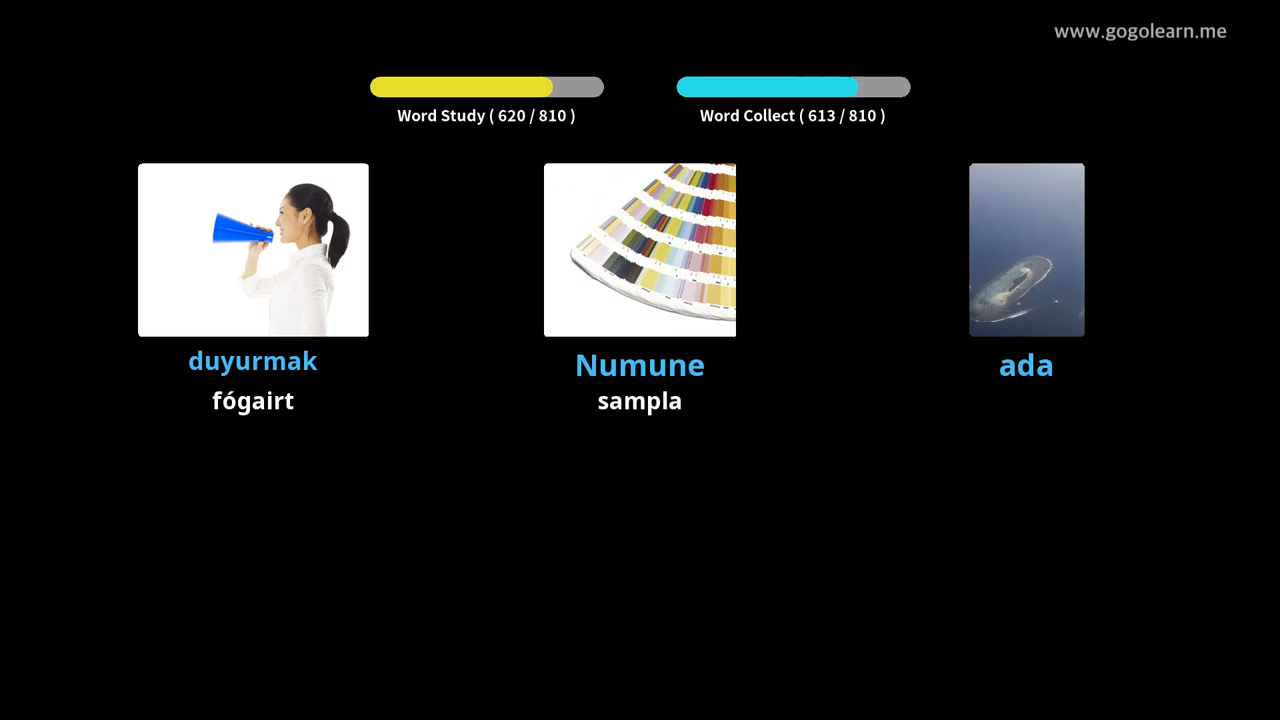 www.gogolearn.me
Word Study ( 620 / 810 )
Word Collect ( 613 / 810 )
duyurmak
fógairt
Numune
sampla
ada